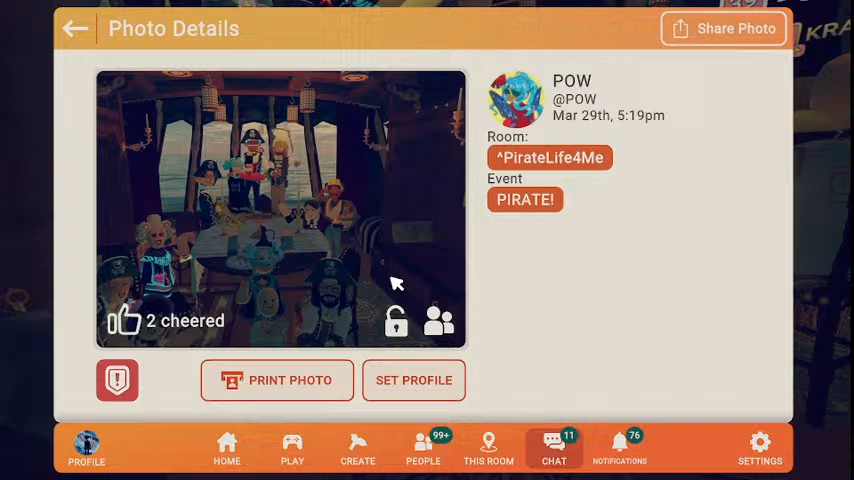 Photo Details
Share Photo
POW
@POW
Mar 29th, 5:19pm
Room:
^PirateLife4Me
Event
PIRATE!
2 cheered
PRINT PHOTO
SET PROFILE
PROFILE
HOME
PLAY
CREATE
99+
PEOPLE
THIS ROOM
11
CHAT
76
NOTIFICATIONS
SETTINGS